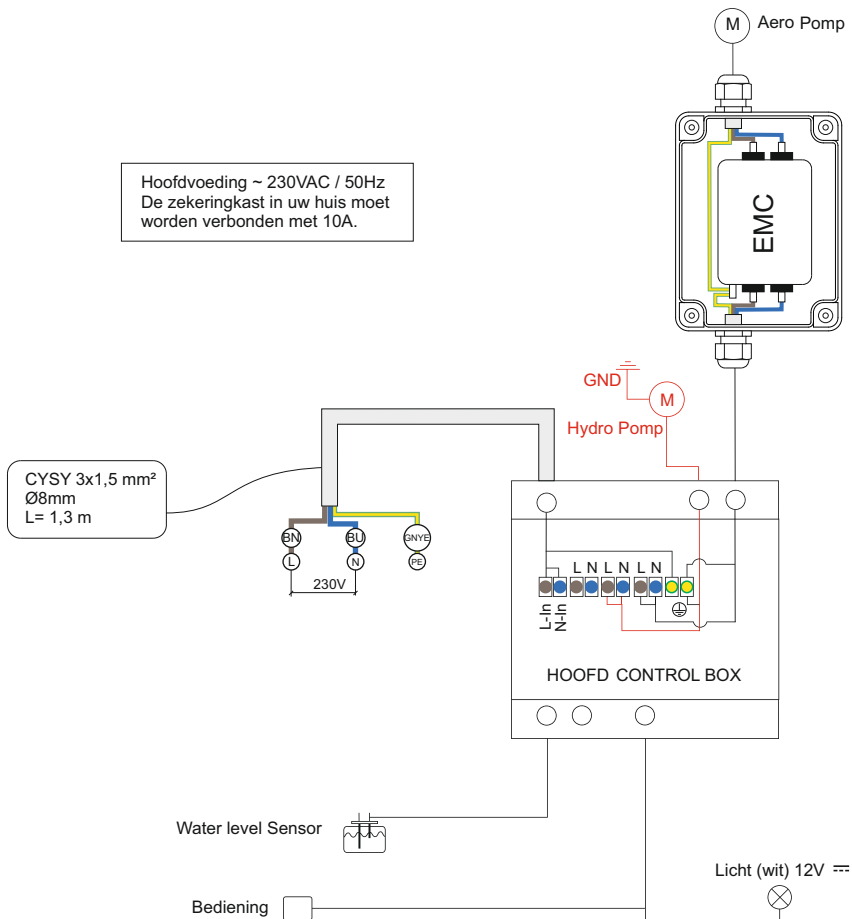 M
Aero Pomp
Hoofdvoeding ~ 230VAC / 50Hz
De zekeringkast in uw huis moet
worden verbonden met 10A.
EMC
GND
M
Hydro Pomp
CYSY 3x1,5 mm²
Ø8mm
L= 1,3 m
BN
BU
GNYE
L
N
PE
230V
L N L N L N
L-In
N-In
HOOFD CONTROL BOX
Water level Sensor
Licht (wit) 12V
Bediening